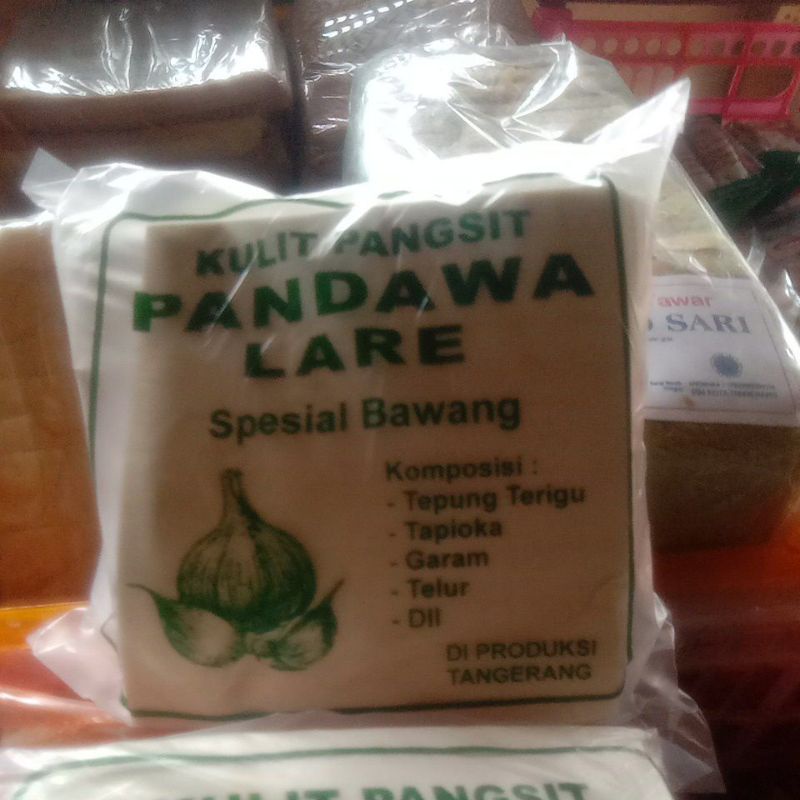 KULIT PANGSIT
PANDAWA
LARE
Spesial Bawang
Komposisi :
- Tepung Terigu
- Tapioka
- Garam
- Telur
- Dll
DI PRODUKSI
TANGERANG
awar
SARI
KULIT PANGSIT